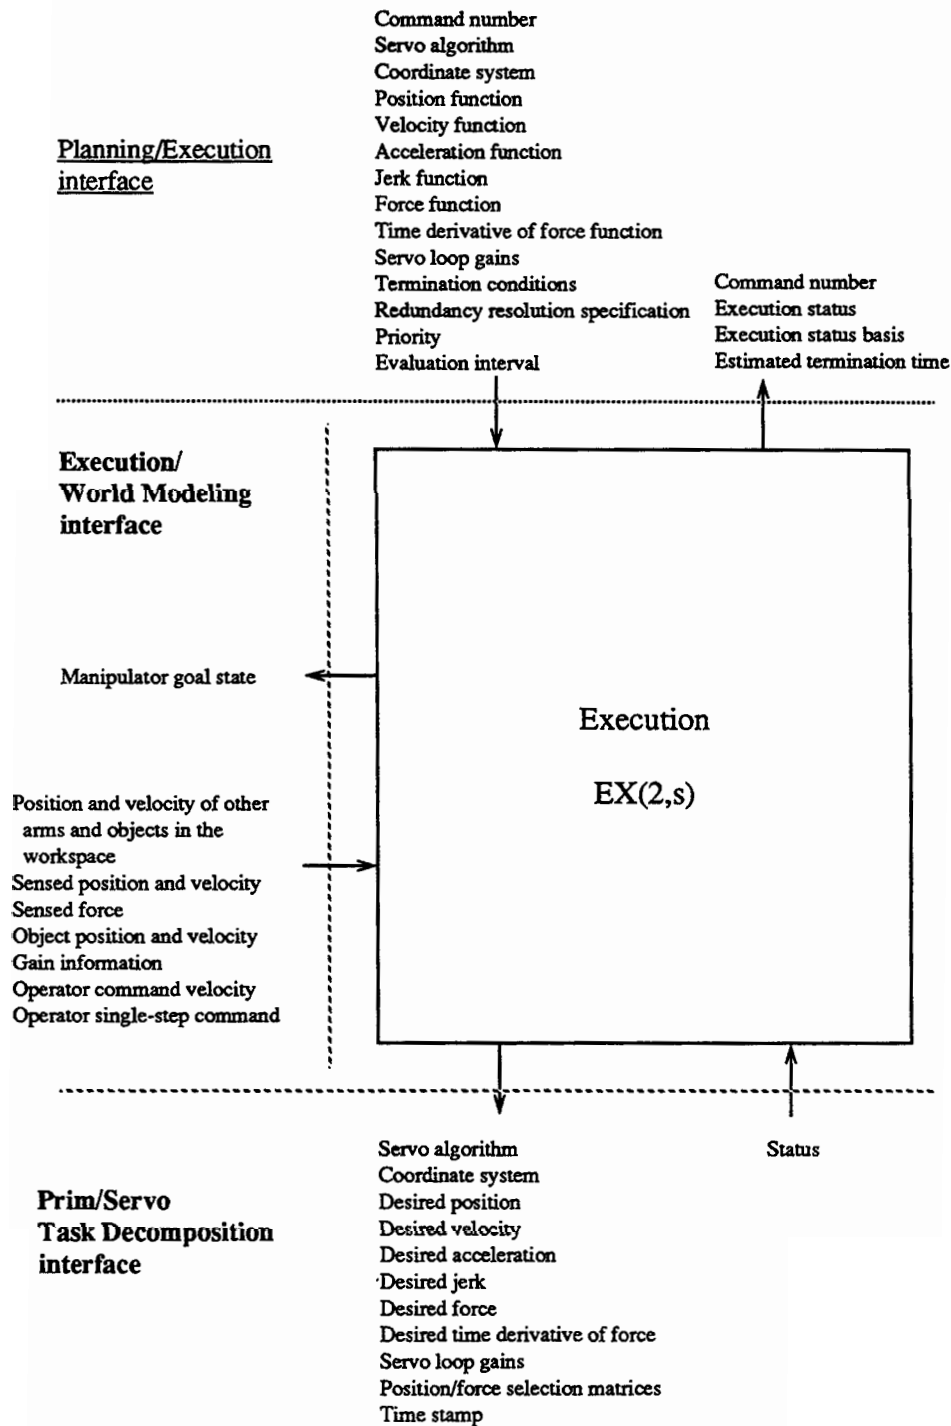 Command number
Servo algorithm
Coordinate system
Position function
Velocity function
Acceleration function
Jerk function
Force function
Time derivative of force function
Servo loop gains
Termination conditions
Redundancy resolution specification
Priority
Evaluation interval
Planning/Execution
interface
Command number
Execution status
Execution status basis
Estimated termination time
Execution/
World Modeling
interface
Manipulator goal state
Position and velocity of other
arms and objects in the
workspace
Sensed position and velocity
Sensed force
Object position and velocity
Gain information
Operator command velocity
Operator single-step command
Execution
EX(2,s)
Prim/Servo
Task Decomposition
interface
Servo algorithm
Coordinate system
Desired position
Desired velocity
Desired acceleration
Desired jerk
Desired force
Desired time derivative of force
Servo loop gains
Position/force selection matrices
Time stamp
Status